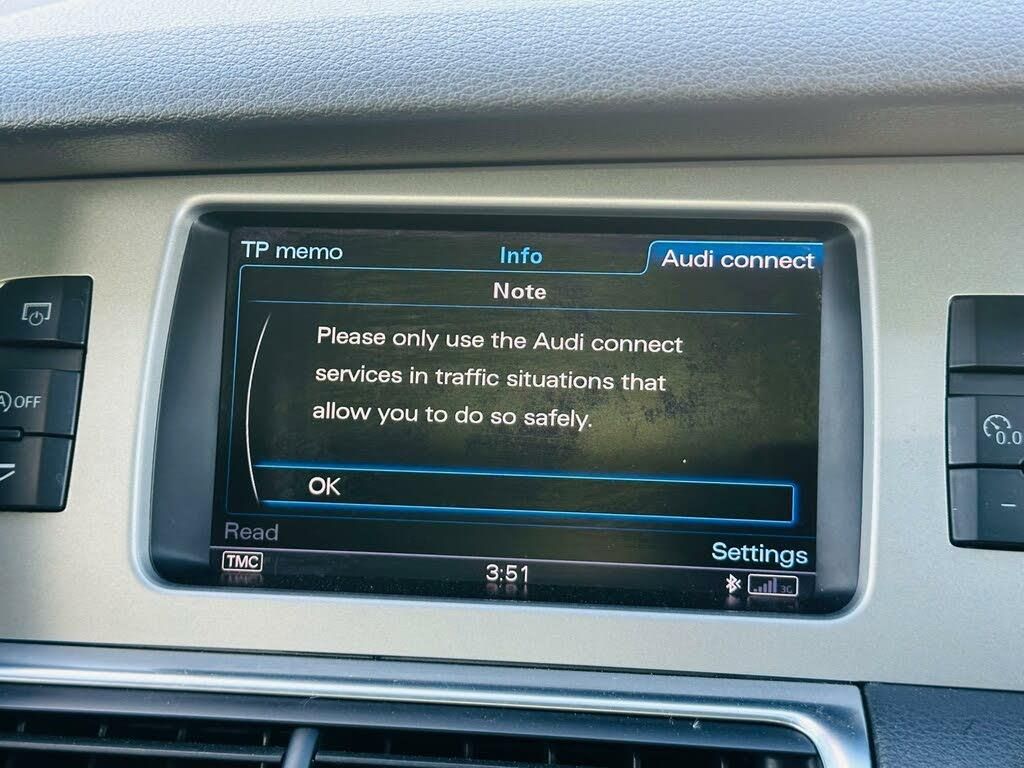 TP memo
Info
Audi connect
Note
Please only use the Audi connect
services in traffic situations that
allow you to do so safely.
OK
Read
Settings
TMC
3:51
3G
OFF
0.0